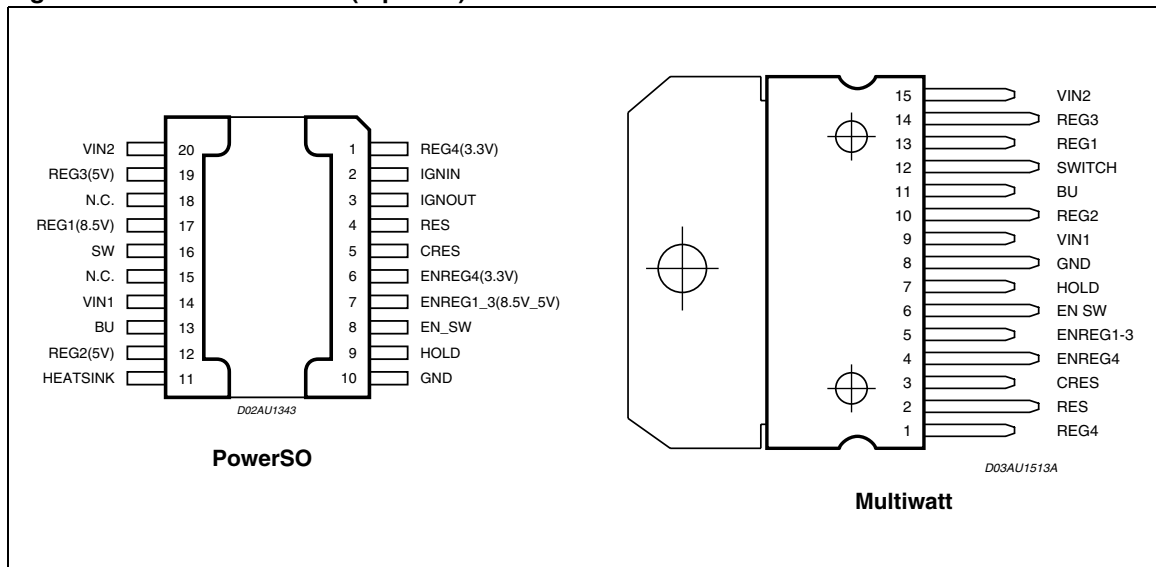 VIN2 20 1 REG4(3.3V)
REG3(5V) 19 2 IGNIN
N.C. 18 3 IGNOUT
REG1(8.5V) 17 4 RES
SW 16 5 CRES
N.C. 15 6 ENREG4(3.3V)
VIN1 14 7 ENREG1_3(8.5V_5V)
BU 13 8 EN_SW
REG2(5V) 12 9 HOLD
HEATSINK 11 10 GND
D02AU1343
PowerSO
15 VIN2
14 REG3
13 REG1
12 SWITCH
11 BU
10 REG2
9 VIN1
8 GND
7 HOLD
6 EN SW
5 ENREG1-3
4 ENREG4
3 CRES
2 RES
1 REG4
D03AU1513A
Multiwatt